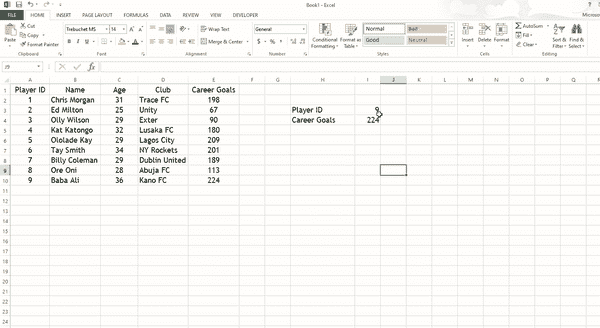 Book1 - Excel
FILE HOME INSERT PAGE LAYOUT FORMULAS DATA REVIEW VIEW DEVELOPER
Cut
Copy
Format Painter
Paste
Clipboard
Trebuchet MS 16
B I U
Font
Wrap Text
Merge & Center
Alignment
General
Number
Conditional Formatting
Format as Table
Normal Bad
Good Neutral
Styles
Insert Delete Format
Cells
AutoSum
Fill
Clear
Sort & Filter
Find & Select
Editing
J9
A B C D E F G H I J K L M N O P Q
1 Player ID Name Age Club Career Goals
2 1 Chris Morgan 31 Trace FC 198
3 2 Ed Milton 25 Unity 67 Player ID 9
4 3 Olly Wilson 29 Exter 90 Career Goals 224
5 4 Kat Katongo 32 Lusaka FC 180
6 5 Ololade Kay 29 Lagos City 209
7 6 Tay Smith 34 NY Rockets 201
8 7 Billy Coleman 29 Dublin United 189
9 8 Ore Oni 28 Abuja FC 113
10 9 Baba Ali 36 Kano FC 224
11
12
13
14
15
16
17
18
19
20
21
22
23
24